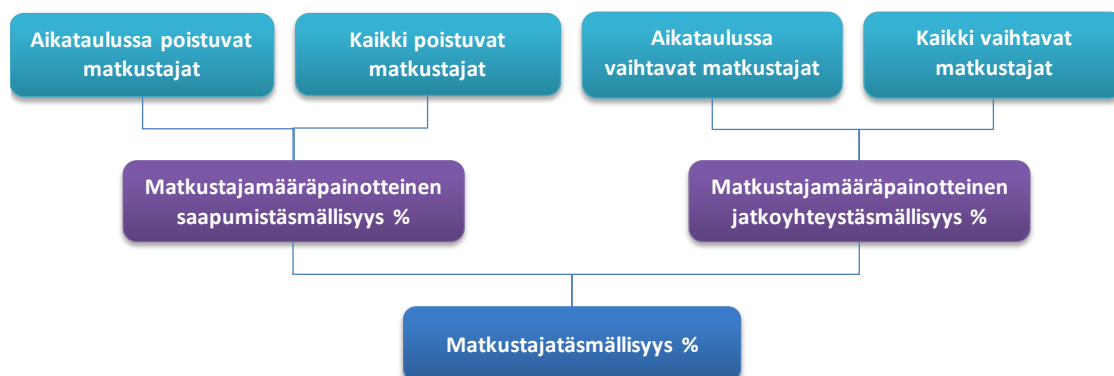 Aikataulussa poistuvat
matkustajat
Kaikki poistuvat
matkustajat
Aikataulussa
vaihtavat matkustajat
Kaikki vaihtavat
matkustajat
Matkustajamääräpainotteinen
saapumistäsmällisyys %
Matkustajamääräpainotteinen
jatkoyhteystäsmällisyys %
Matkustajatäsmällisyys %